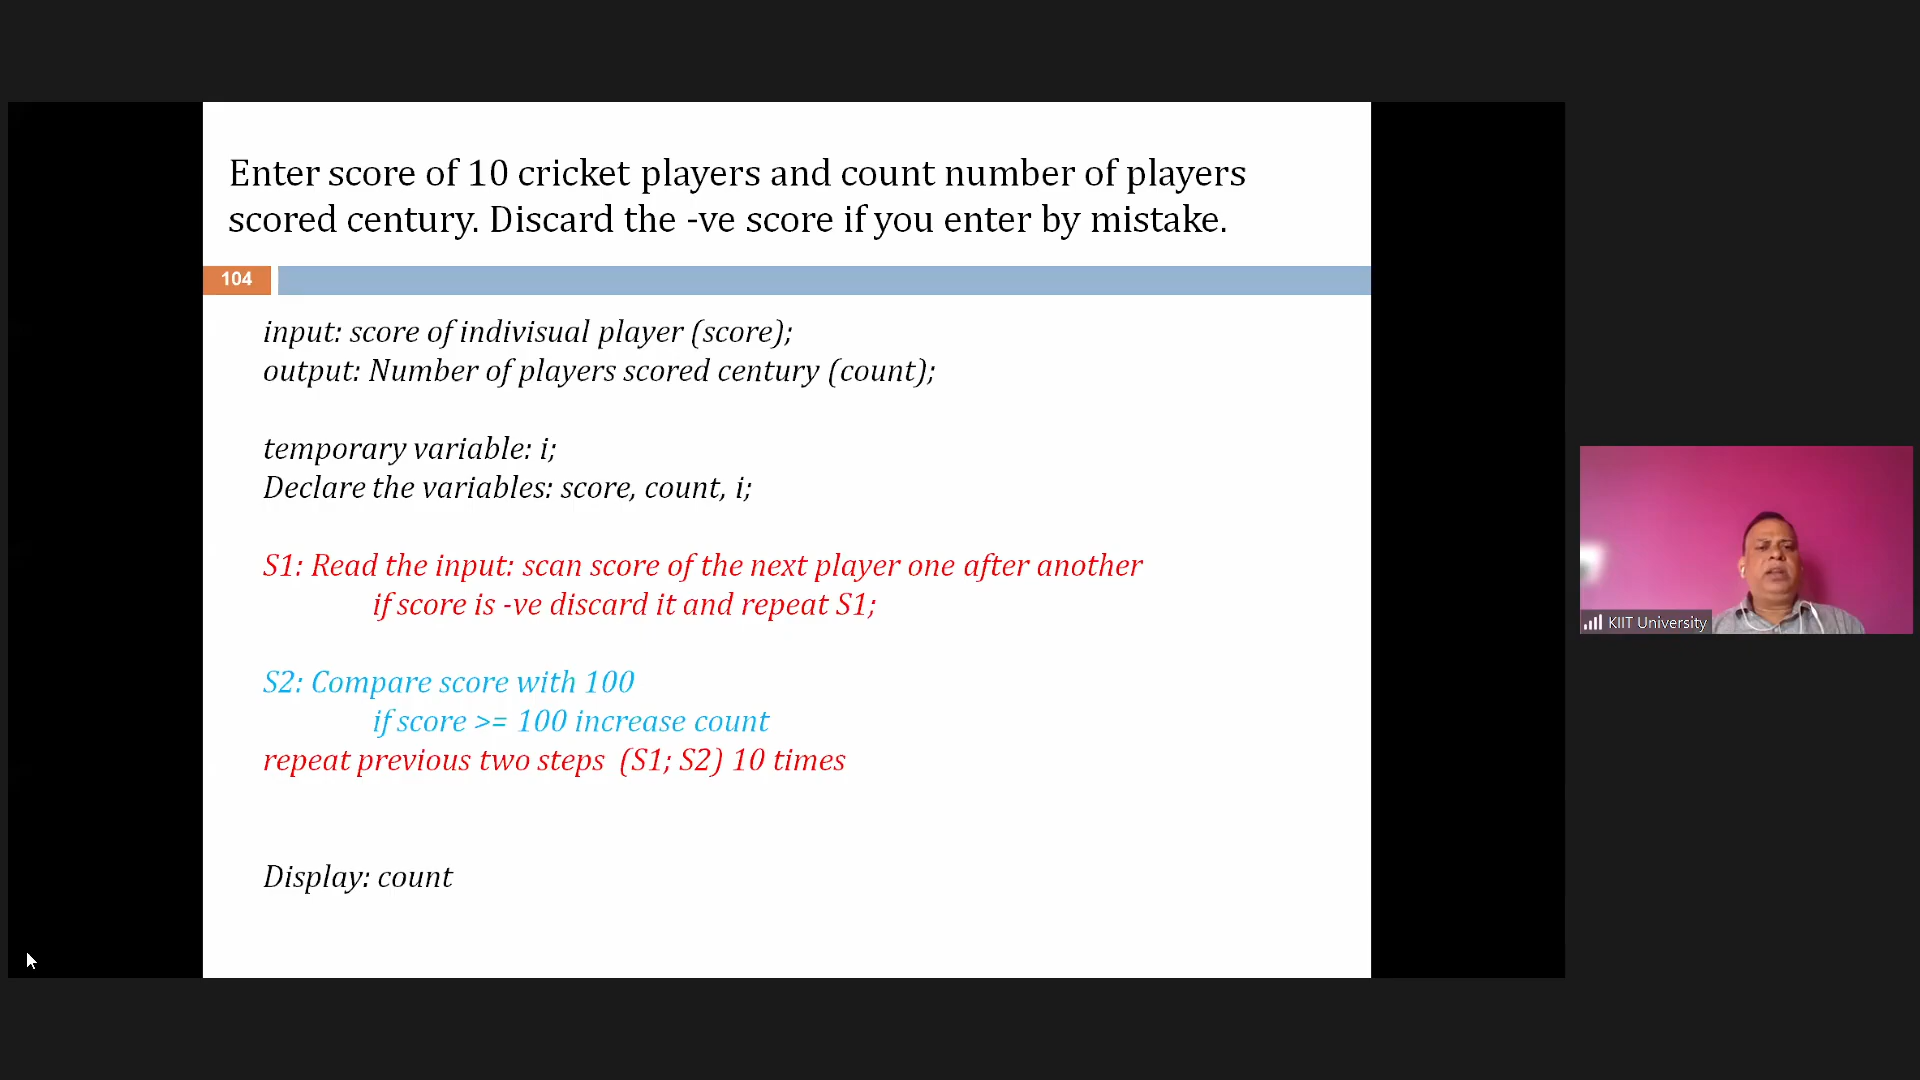 Enter score of 10 cricket players and count number of players
scored century. Discard the -ve score if you enter by mistake.
104
input: score of indivisual player (score);
output: Number of players scored century (count);
temporary variable: i;
Declare the variables: score, count, i;
S1: Read the input: scan score of the next player one after another
if score is -ve discard it and repeat S1;
S2: Compare score with 100
if score >= 100 increase count
repeat previous two steps (S1; S2) 10 times
Display: count
KIIT University